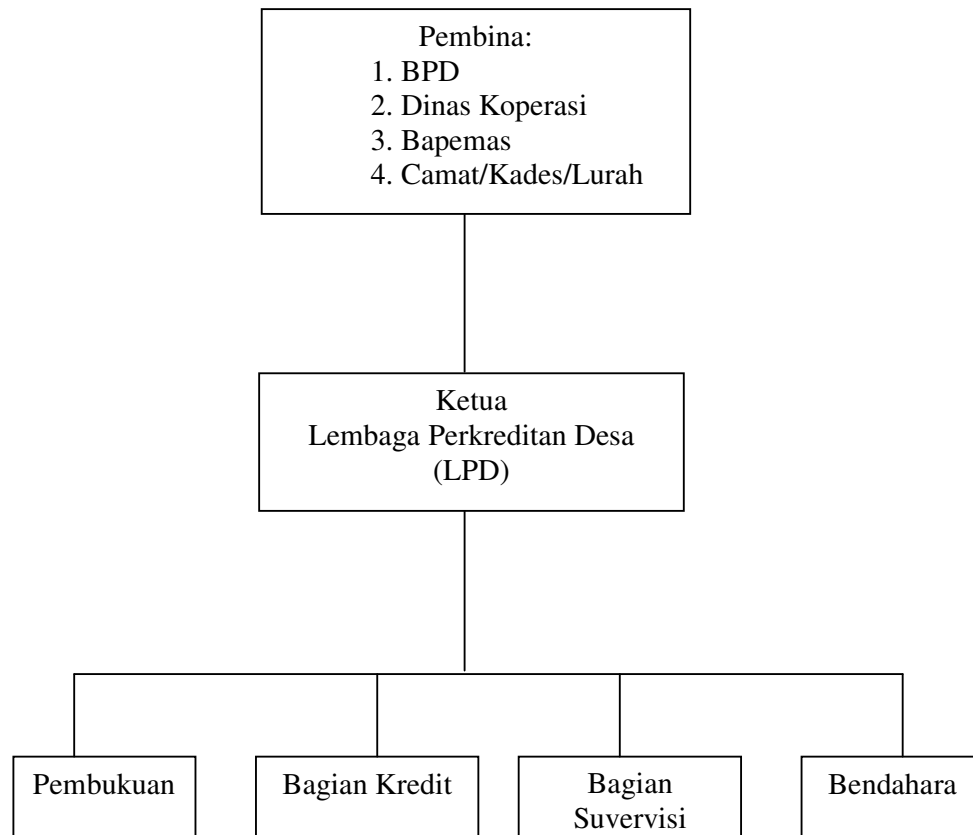 Pembina:
1. BPD
2. Dinas Koperasi
3. Bapemas
4. Camat/Kades/Lurah
Ketua
Lembaga Perkreditan Desa
(LPD)
Pembukuan
Bagian Kredit
Bagian
Suvervisi
Bendahara